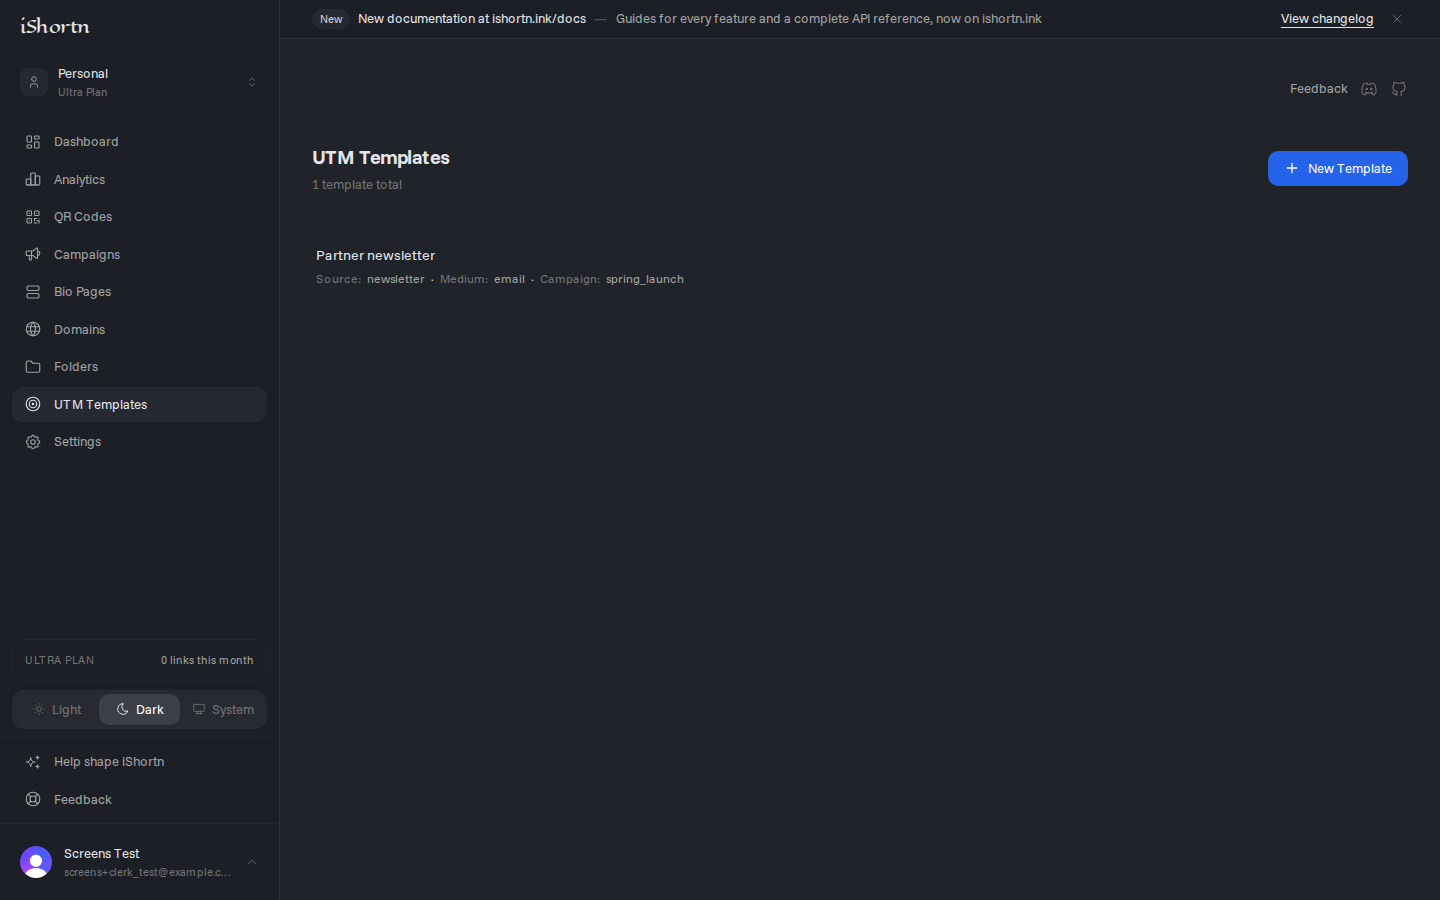 iShortn
Personal
Ultra Plan
Dashboard
Analytics
QR Codes
Campaigns
Bio Pages
Domains
Folders
UTM Templates
Settings
ULTRA PLAN 0 links this month
Light Dark System
Help shape iShortn
Feedback
Screens Test
screens+clerk_test@example.c...
New New documentation at ishortn.ink/docs — Guides for every feature and a complete API reference, now on ishortn.ink View changelog
Feedback
UTM Templates
1 template total
New Template
Partner newsletter
Source: newsletter • Medium: email • Campaign: spring_launch